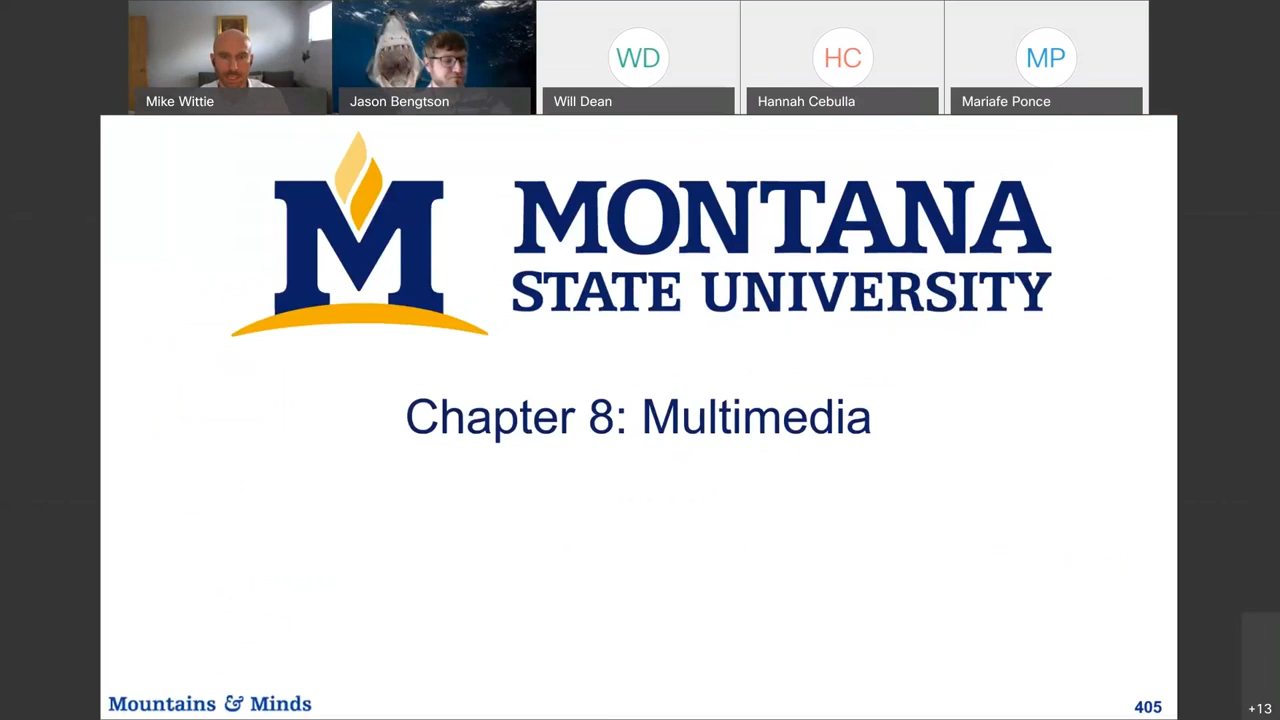 Mike Wittie
Jason Bengtson
WD
Will Dean
HC
Hannah Cebulla
MP
Mariafe Ponce
M
MONTANA
STATE UNIVERSITY
Chapter 8: Multimedia
Mountains & Minds
405
+13